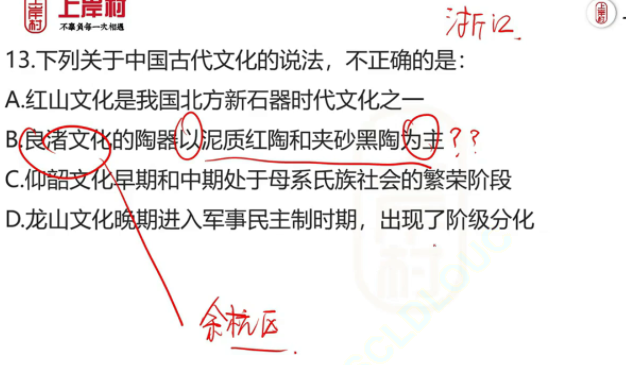 上岸村
不辜负每一次相遇
浙江
13.下列关于中国古代文化的说法，不正确的是：
A.红山文化是我国北方新石器时代文化之一
B.良渚文化的陶器以泥质红陶和夹砂黑陶为主？？
C.仰韶文化早期和中期处于母系氏族社会的繁荣阶段
D.龙山文化晚期进入军事民主制时期，出现了阶级分化
余杭区